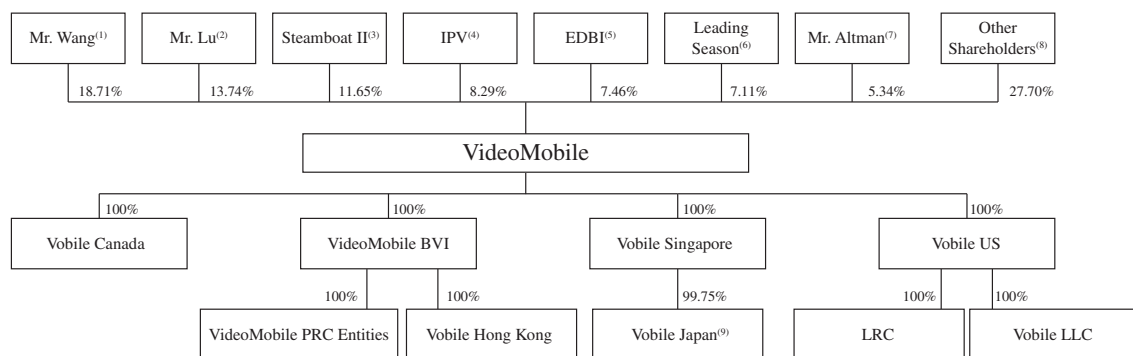 Mr. Wang(1)
Mr. Lu(2)
Steamboat II(3)
IPV(4)
EDBI(5)
Leading
Season(6)
Mr. Altman(7)
Other
Shareholders(8)
18.71%
13.74%
11.65%
8.29%
7.46%
7.11%
5.34%
27.70%
VideoMobile
100%
100%
100%
100%
Vobile Canada
VideoMobile BVI
Vobile Singapore
Vobile US
100%
100%
99.75%
100%
100%
VideoMobile PRC Entities
Vobile Hong Kong
Vobile Japan(9)
LRC
Vobile LLC